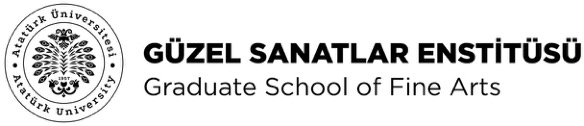 Atatürk Üniversitesi
1957
Atatürk University
GÜZEL SANATLAR ENSTİTÜSÜ
Graduate School of Fine Arts